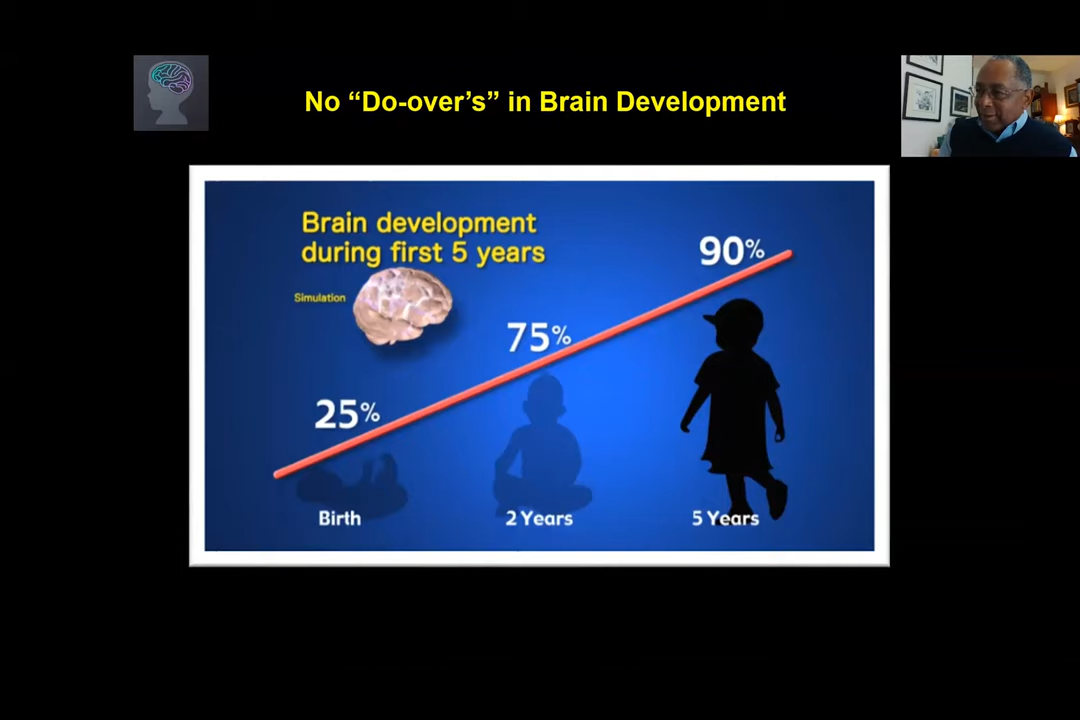 No “Do-over’s” in Brain Development
Brain development
during first 5 years
Simulation
90%
75%
25%
Birth
2 Years
5 Years